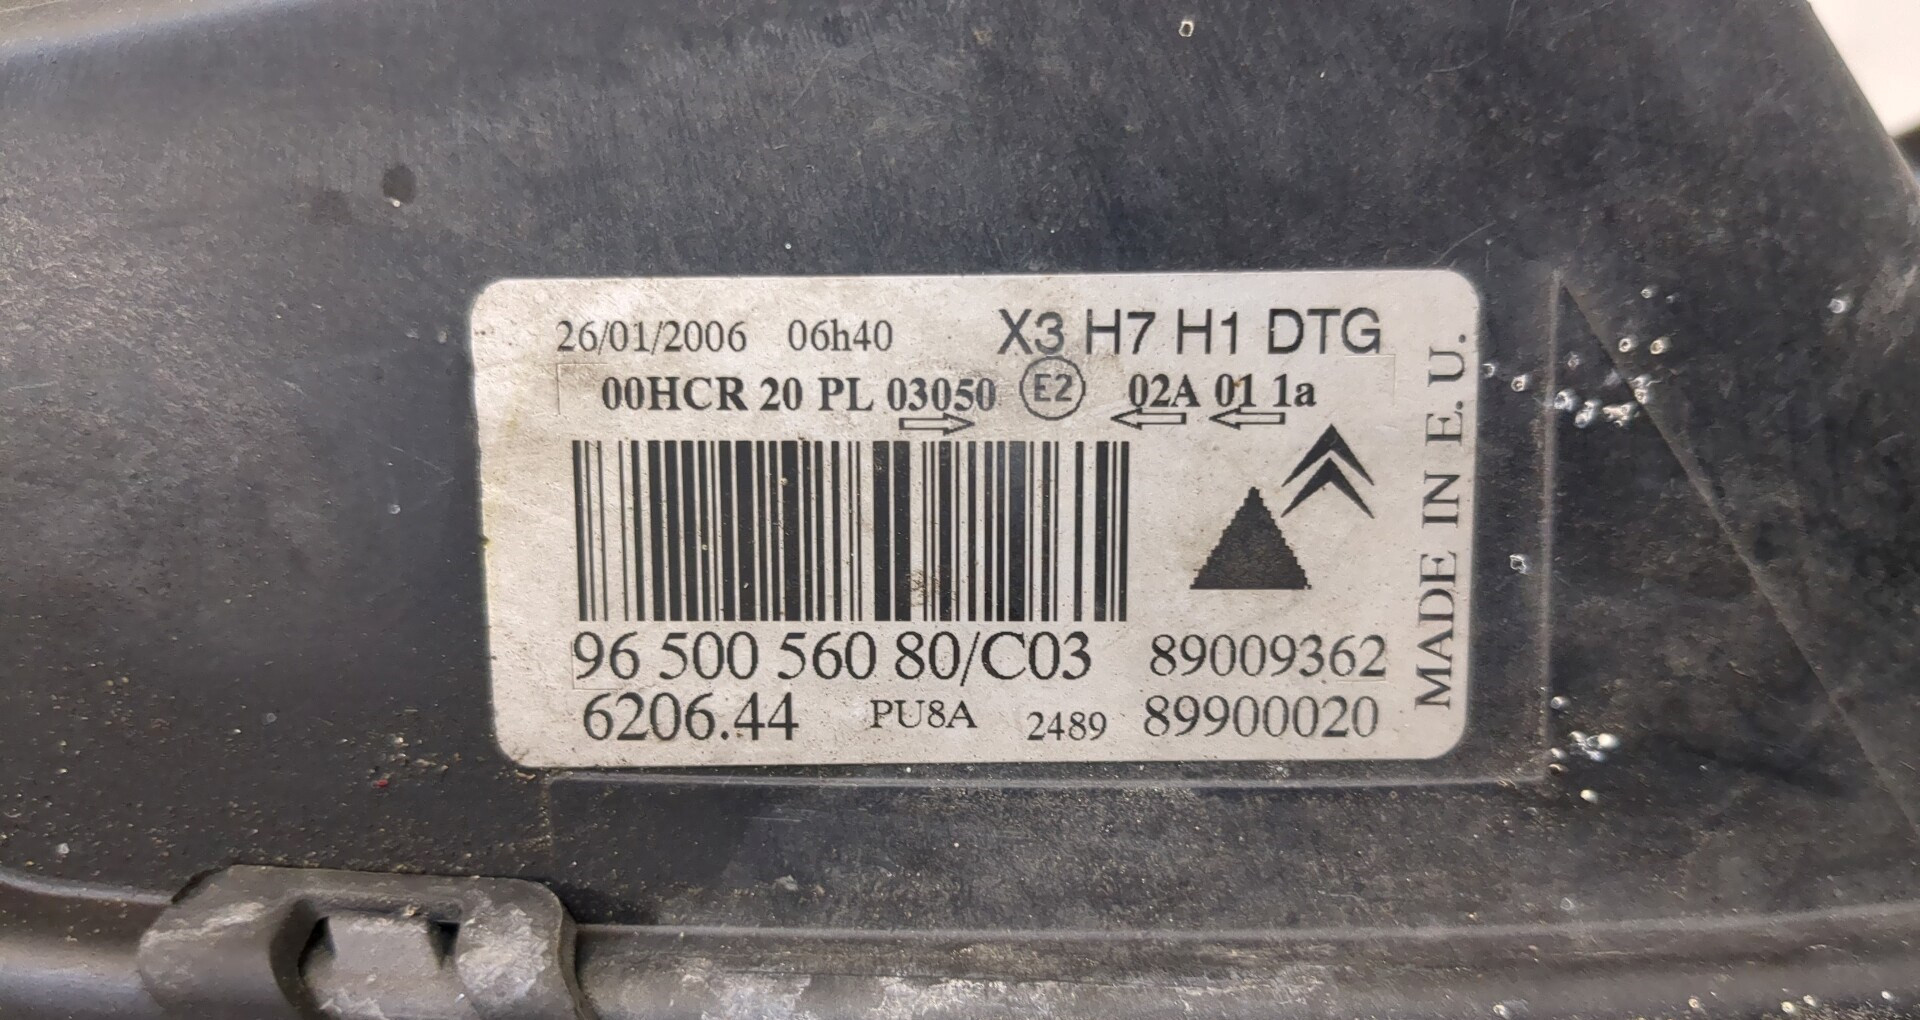 26/01/2006 06h40 X3 H7 H1 DTG
00HCR 20 PL 03050 E2 02A 01 1a
96 500 560 80/C03 89009362
6206.44 PU8A 2489 89900020
MADE IN E. U.